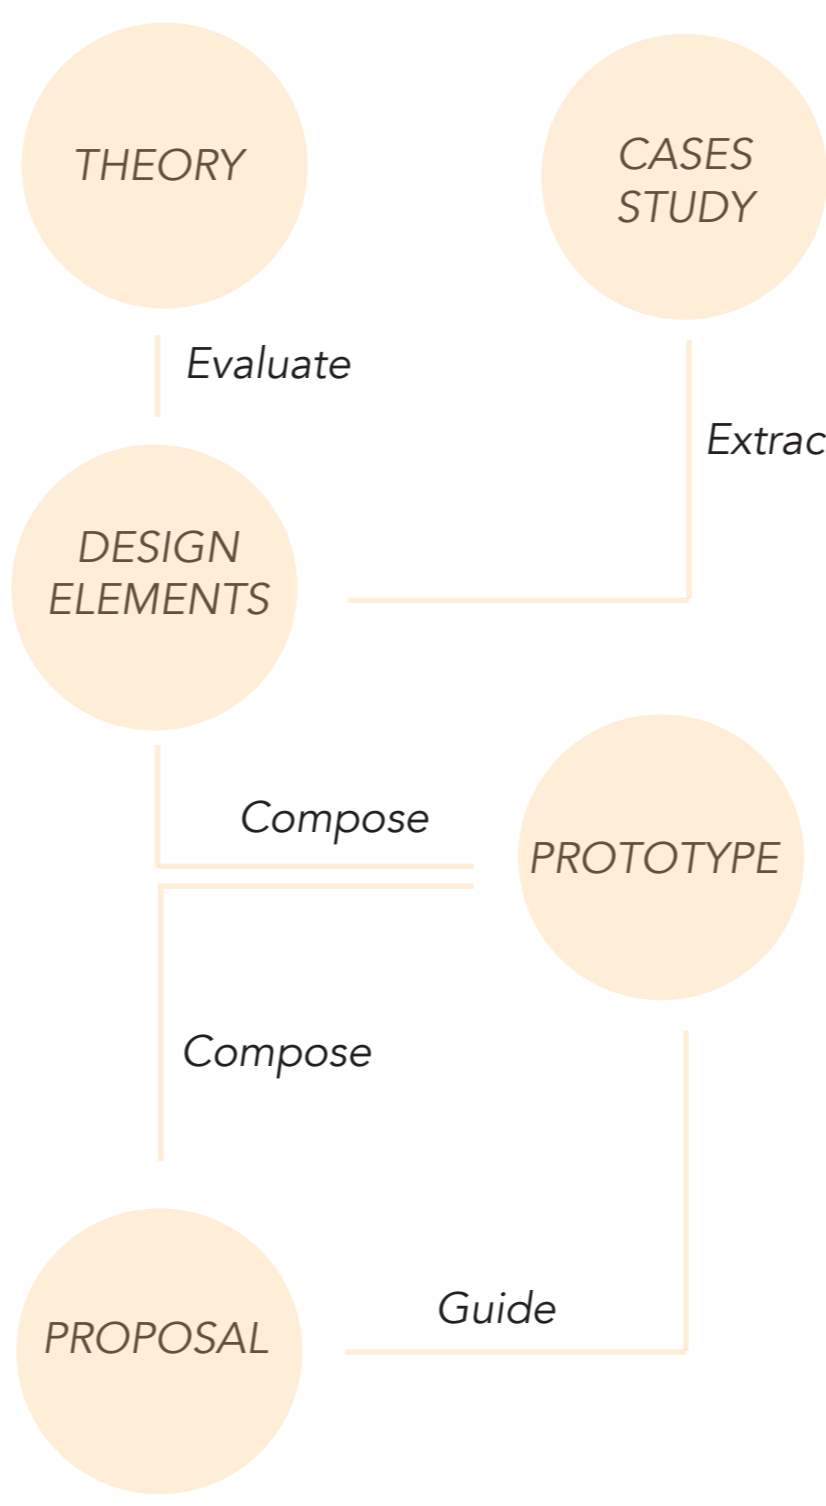 THEORY
CASES
STUDY
Evaluate
Extrac
DESIGN
ELEMENTS
Compose
PROTOTYPE
Compose
Guide
PROPOSAL